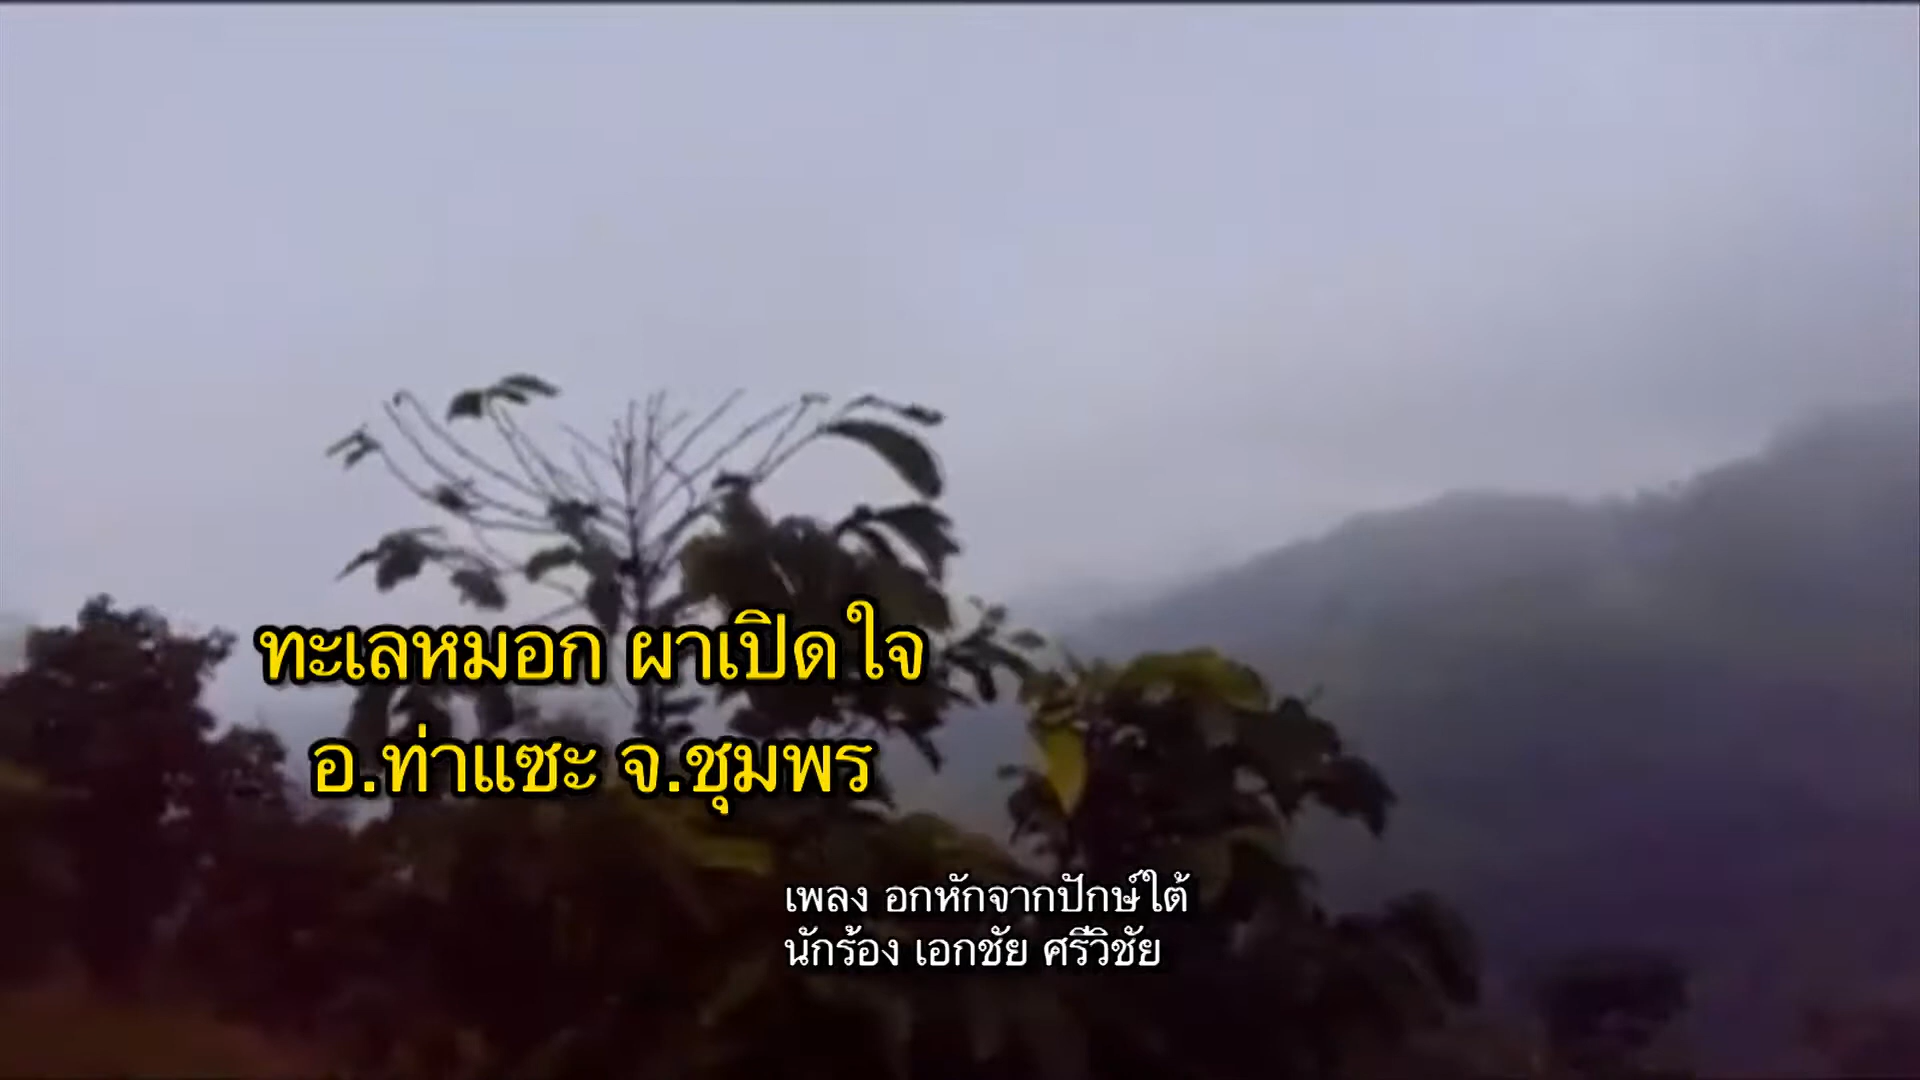 ทะเลหมอก ผาเปิดใจ
อ.ท่าแซะ จ.ชุมพร
เพลง อกหักจากปักษ์ใต้
นักร้อง เอกชัย ศรีวิชัย